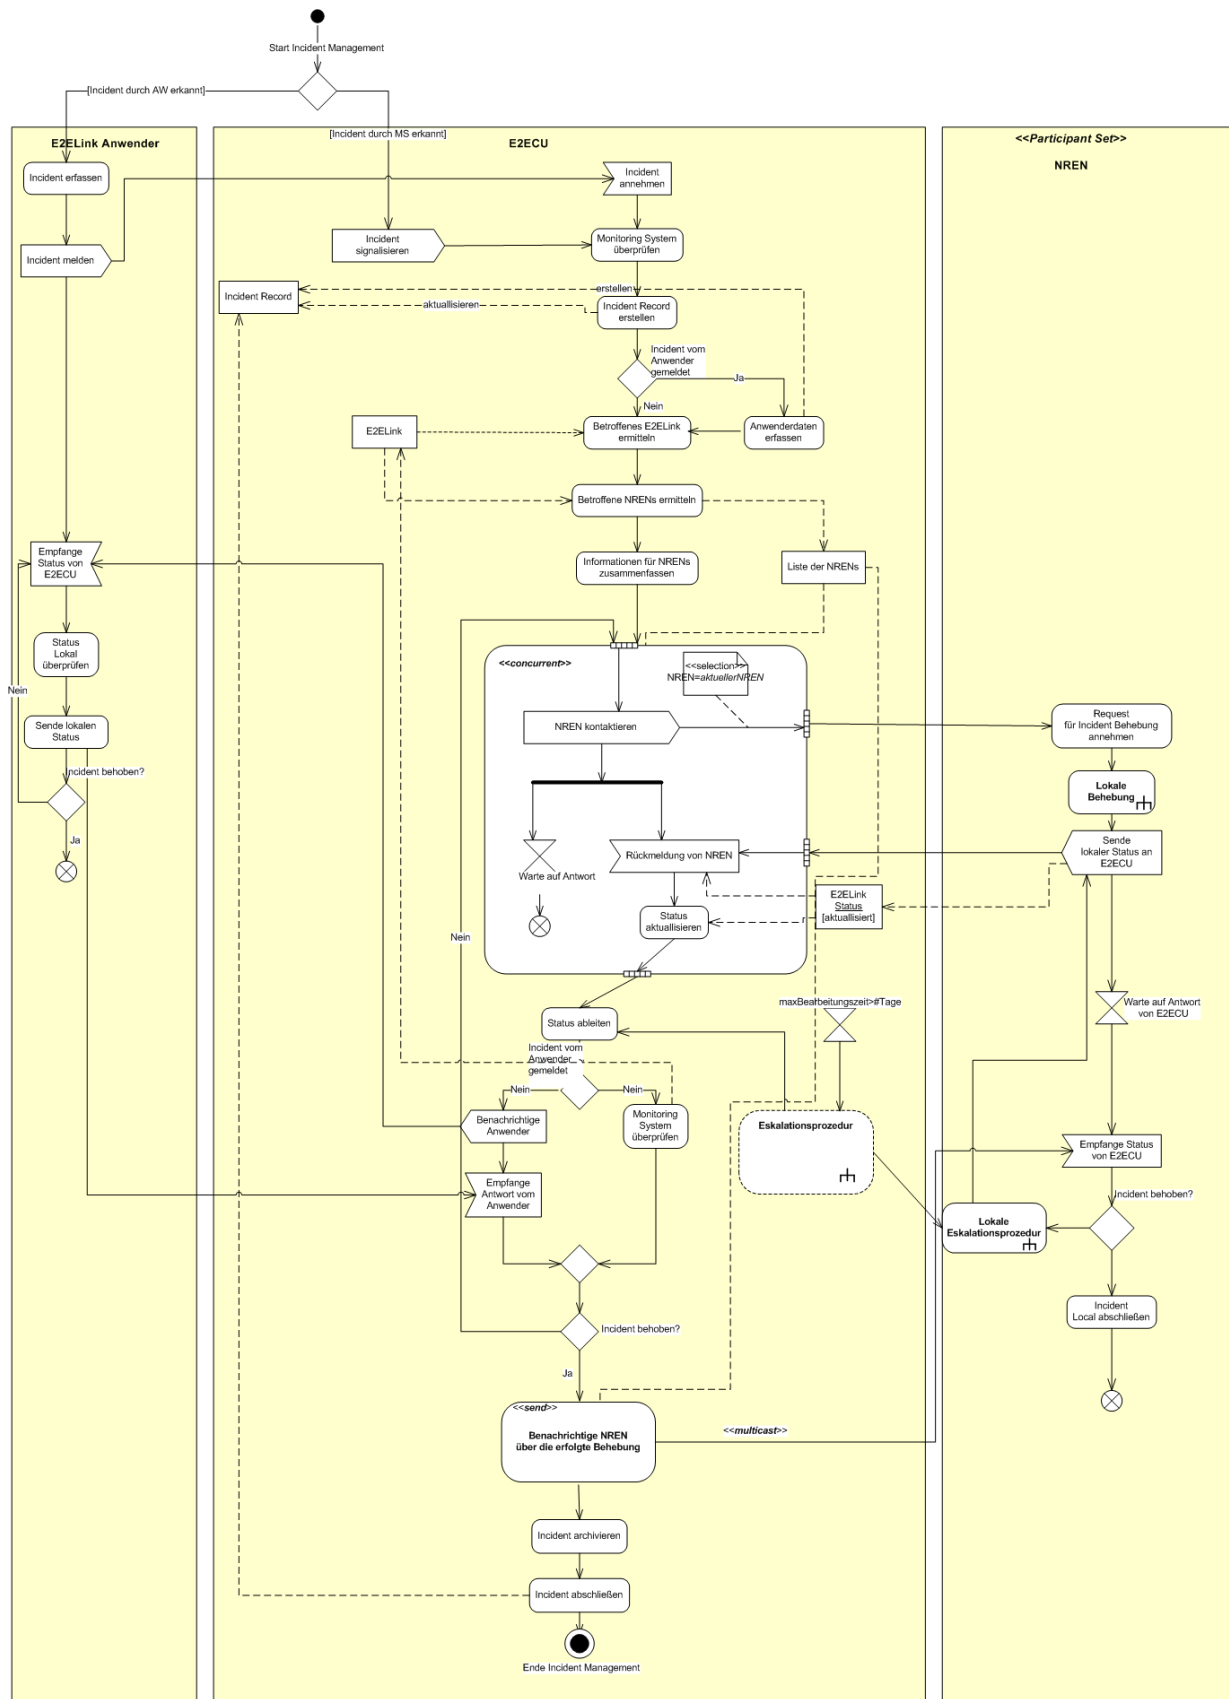 Start Incident Management
[Incident durch AW erkannt]
[Incident durch MS erkannt]
E2ELink Anwender
E2ECU
<<Participant Set>>
NREN
Incident erfassen
Incident
annehmen
Incident melden
Incident
signalisieren
Monitoring System
überprüfen
Incident Record
erstellen
aktuallisieren
Incident Record
erstellen
Incident vom
Anwender
gemeldet
Ja
Nein
E2ELink
Betroffenes E2ELink
ermitteln
Anwenderdaten
erfassen
Betroffene NRENs ermitteln
Empfange
Status von
E2ECU
Informationen für NRENs
zusammenfassen
Liste der NRENs
Status
Lokal
überprüfen
Nein
Sende lokalen
Status
Incident behoben?
Ja
<<concurrent>>
<<selection>>
NREN=aktuellerNREN
NREN kontaktieren
Request
für Incident Behebung
annehmen
Lokale
Behebung
Warte auf Antwort
Rückmeldung von NREN
Sende
lokaler Status an
E2ECU
E2ELink
Status
[aktuallisiert]
Status
aktuallisieren
Nein
Status ableiten
maxBearbeitungszeit>#Tage
Warte auf Antwort
von E2ECU
Incident vom
Anwender
gemeldet
Nein
Nein
Benachrichtige
Anwender
Monitoring
System
überprüfen
Eskalationsprozedur
Empfange Status
von E2ECU
Empfange
Antwort vom
Anwender
Incident behoben?
Lokale
Eskalationsprozedur
Incident behoben?
Incident
Local abschließen
Ja
<<send>>
Benachrichtige NREN
über die erfolgte Behebung
<<multicast>>
Incident archivieren
Incident abschließen
Ende Incident Management